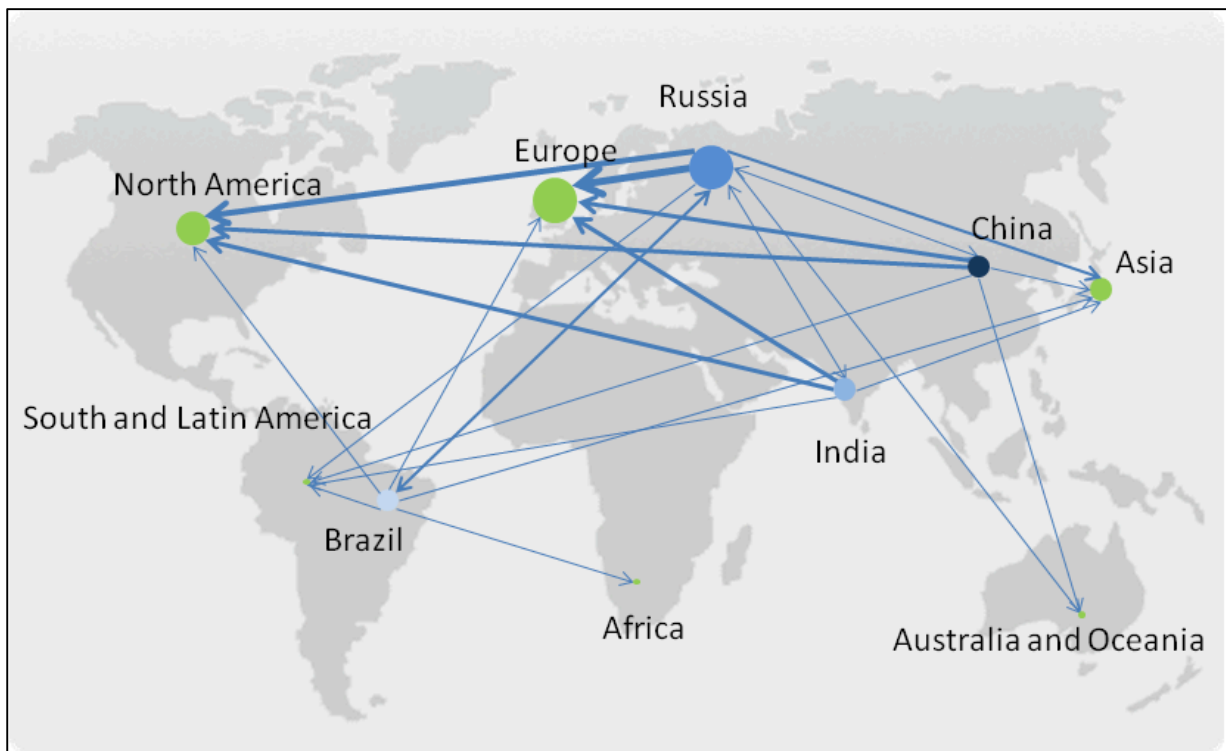 Russia
Europe
North America
China
Asia
South and Latin America
India
Brazil
Africa
Australia and Oceania